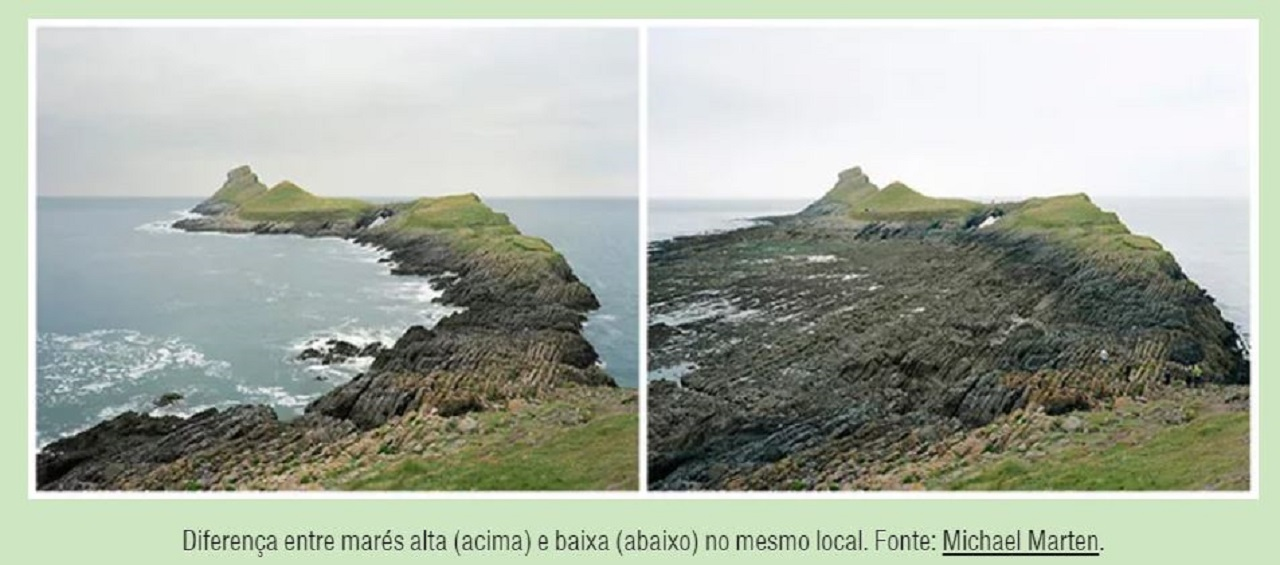 Diferença entre marés alta (acima) e baixa (abaixo) no mesmo local. Fonte: Michael Marten.